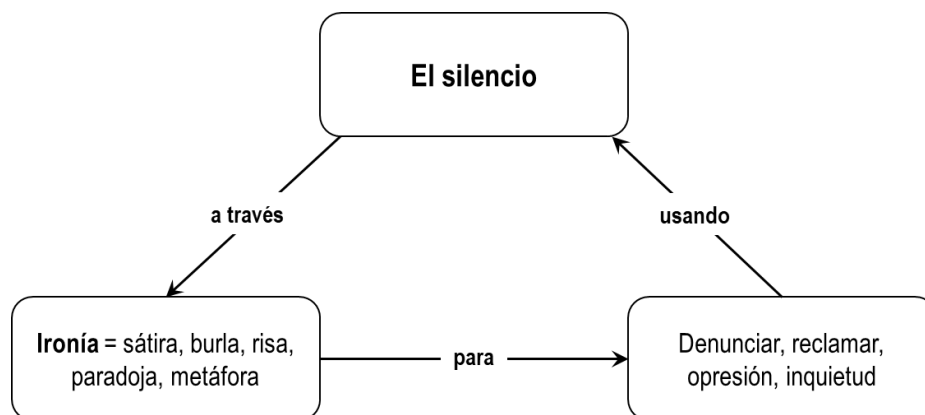 El silencio
a través
usando
Ironía = sátira, burla, risa,
paradoja, metáfora
para
Denunciar, reclamar,
opresión, inquietud